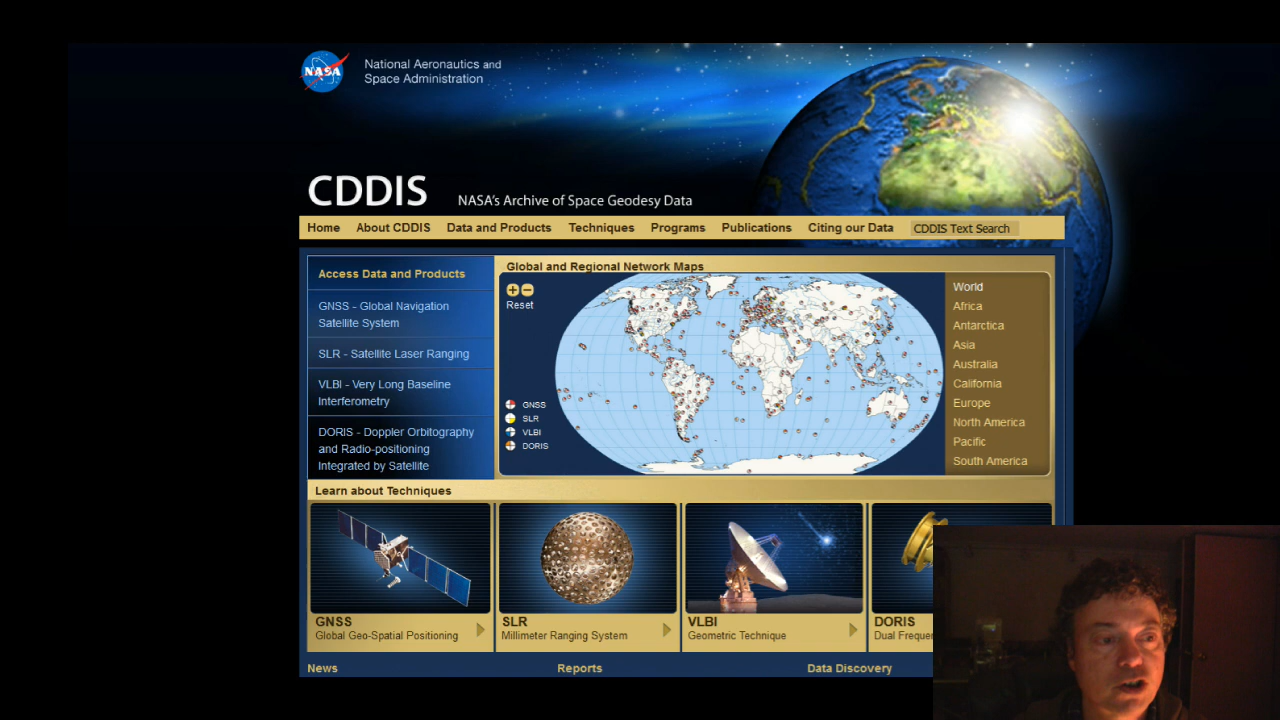 NASA
National Aeronautics and
Space Administration
CDDIS
NASA's Archive of Space Geodesy Data
Home About CDDIS Data and Products Techniques Programs Publications Citing our Data CDDIS Text Search
Access Data and Products
GNSS - Global Navigation
Satellite System
SLR - Satellite Laser Ranging
VLBI - Very Long Baseline
Interferometry
DORIS - Doppler Orbitography
and Radio-positioning
Integrated by Satellite
Global and Regional Network Maps
Reset
GNSS
SLR
VLBI
DORIS
World
Africa
Antarctica
Asia
Australia
California
Europe
North America
Pacific
South America
Learn about Techniques
GNSS
Global Geo-Spatial Positioning
SLR
Millimeter Ranging System
VLBI
Geometric Technique
DORIS
Dual
News Reports Data Discovery